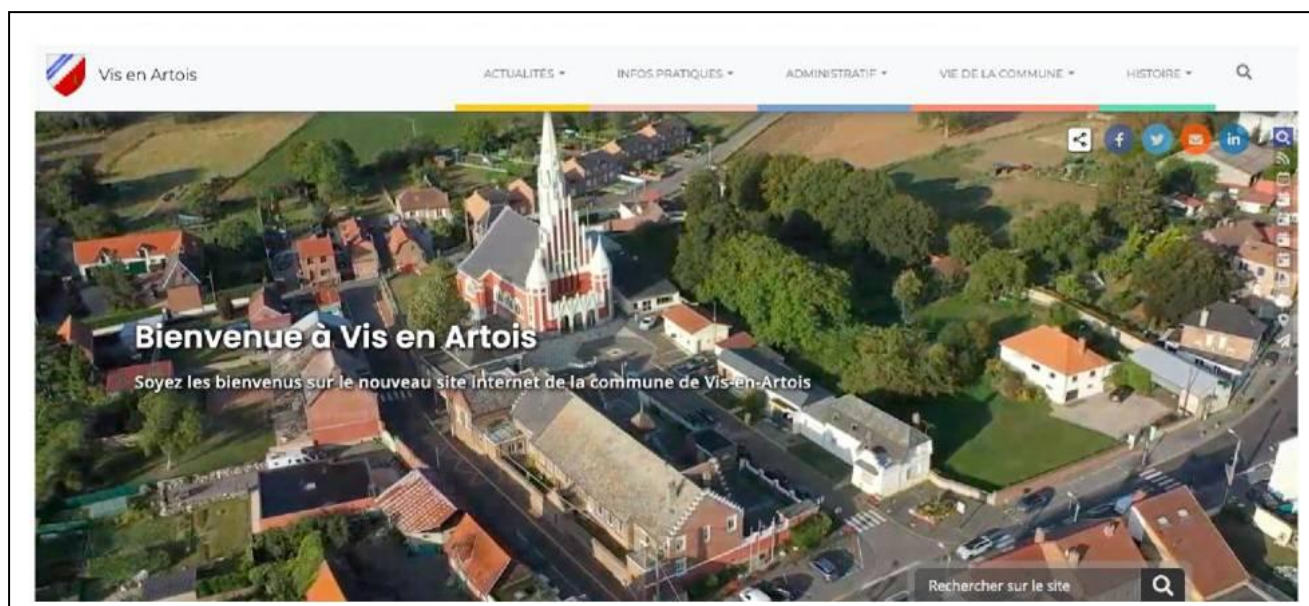 Vis en Artois
ACTUALITÉS
INFOS PRATIQUES
ADMINISTRATIF
VIE DE LA COMMUNE
HISTOIRE
Bienvenue à Vis en Artois
Soyez les bienvenus sur le nouveau site internet de la commune de Vis-en-Artois
Rechercher sur le site